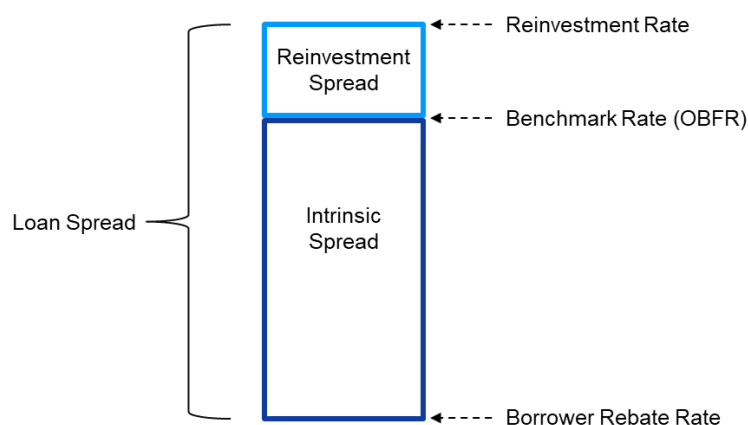 Reinvestment Rate
Reinvestment
Spread
Benchmark Rate (OBFR)
Intrinsic
Spread
Loan Spread
Borrower Rebate Rate